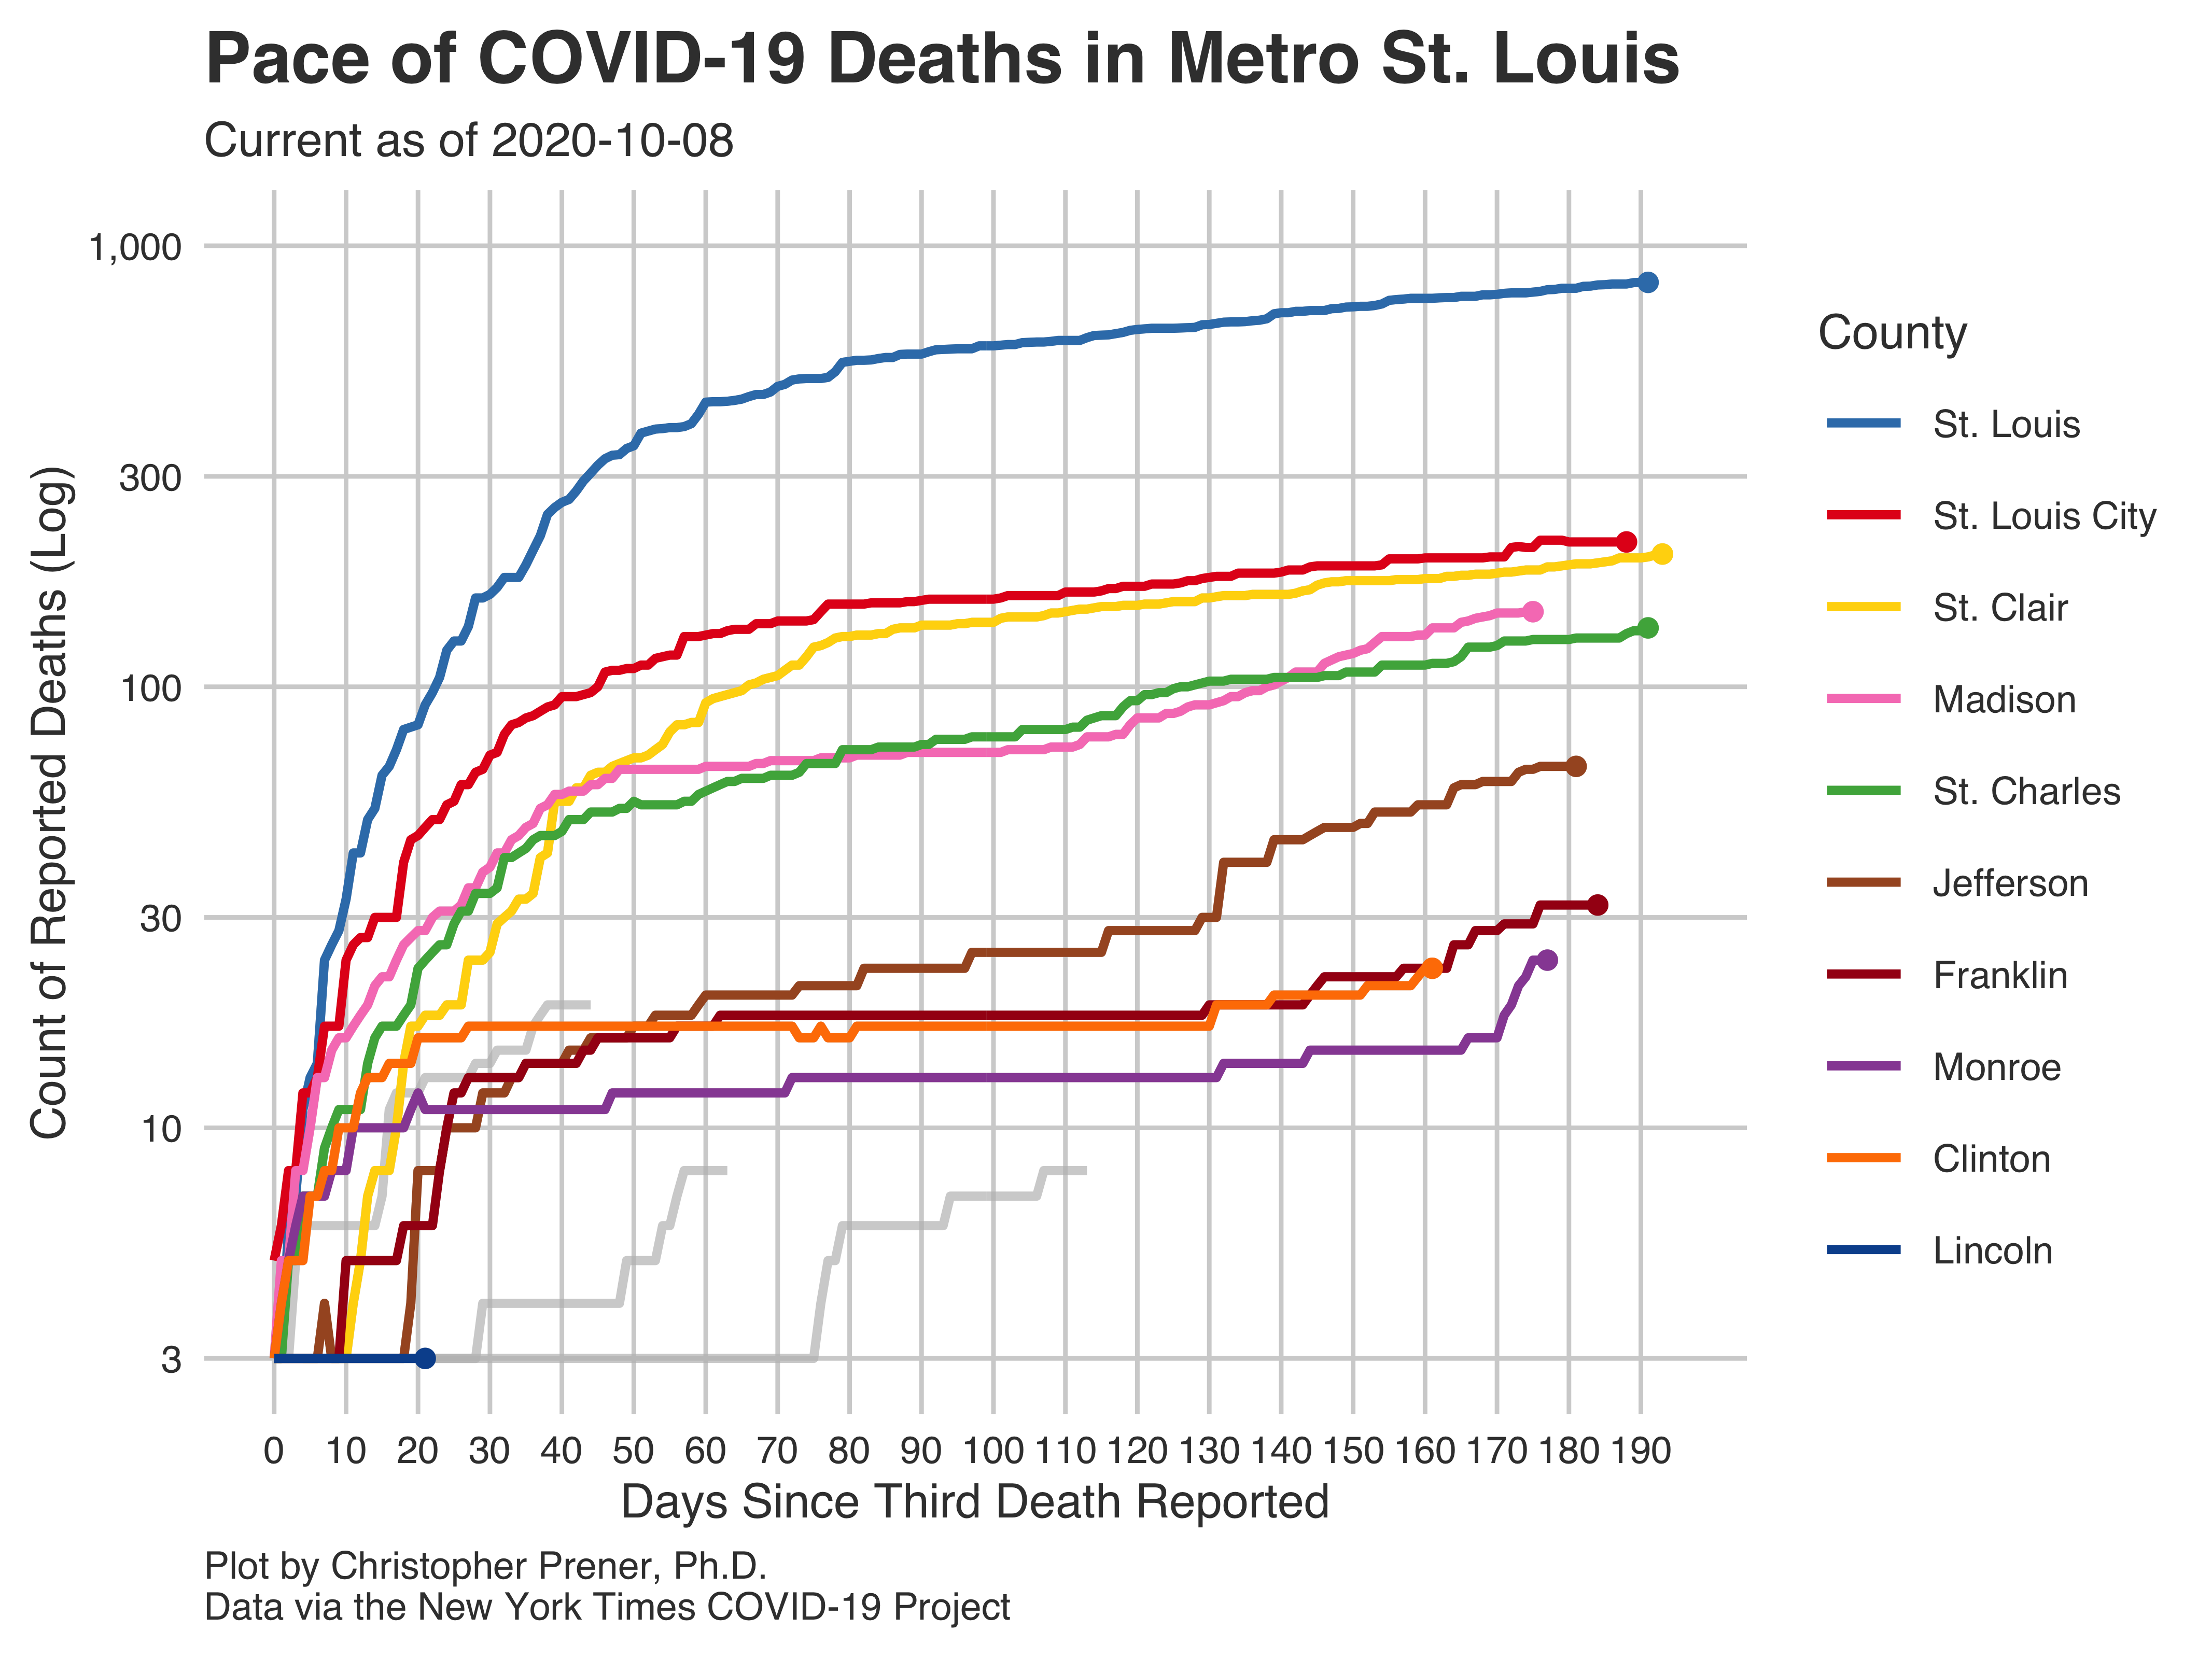 Pace of COVID-19 Deaths in Metro St. Louis
Current as of 2020-10-08
Count of Reported Deaths (Log)
1,000
300
100
30
10
3
0 10 20 30 40 50 60 70 80 90 100 110 120 130 140 150 160 170 180 190
Days Since Third Death Reported
County
St. Louis
St. Louis City
St. Clair
Madison
St. Charles
Jefferson
Franklin
Monroe
Clinton
Lincoln
Plot by Christopher Prener, Ph.D.
Data via the New York Times COVID-19 Project